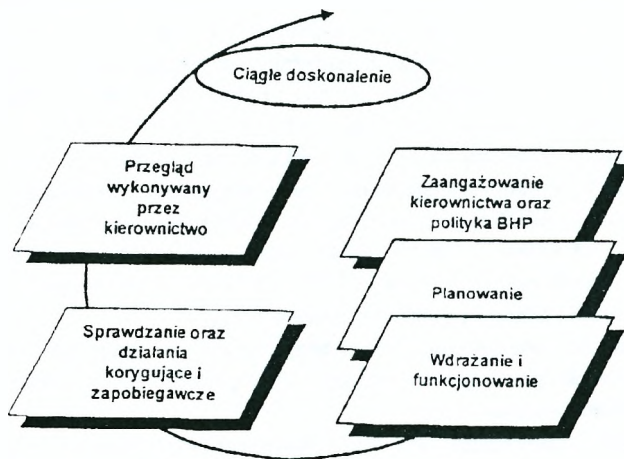 Ciągłe doskonalenie
Przegląd
wykonywany
przez
kierownictwo
Zaangażowanie
kierownictwa oraz
polityka BHP
Planowanie
Sprawdzanie oraz
działania
korygujące i
zapobiegawcze
Wdrażanie i
funkcjonowanie